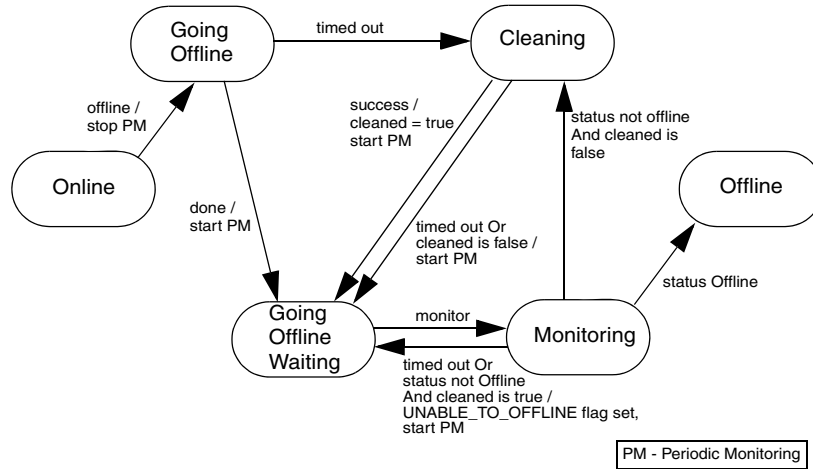 Going
Offline
timed out
Cleaning
offline /
stop PM
success /
cleaned = true
start PM
status not offline
And cleaned is
false
Online
Offline
done /
start PM
timed out Or
cleaned is false /
start PM
status Offline
Going
Offline
Waiting
monitor
Monitoring
timed out Or
status not Offline
And cleaned is true /
UNABLE_TO_OFFLINE flag set,
start PM
PM - Periodic Monitoring